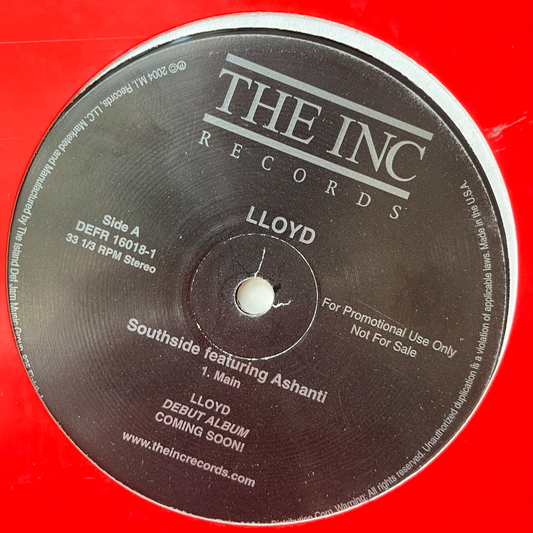 THE INC
RECORDS
LLOYD
Side A
DEFR 16018-1
33 1/3 RPM Stereo
For Promotional Use Only
Not For Sale
Southside featuring Ashanti
1. Main
LLOYD
DEBUT ALBUM
COMING SOON!
www.theincrecords.com
℗© 2004 M.I. Records, LLC. Marketed and Manufactured by The Island Def Jam Music Group,
Corp. Warning: All rights reserved. Unauthorized duplication is a violation of applicable laws. Made in the U.S.A.